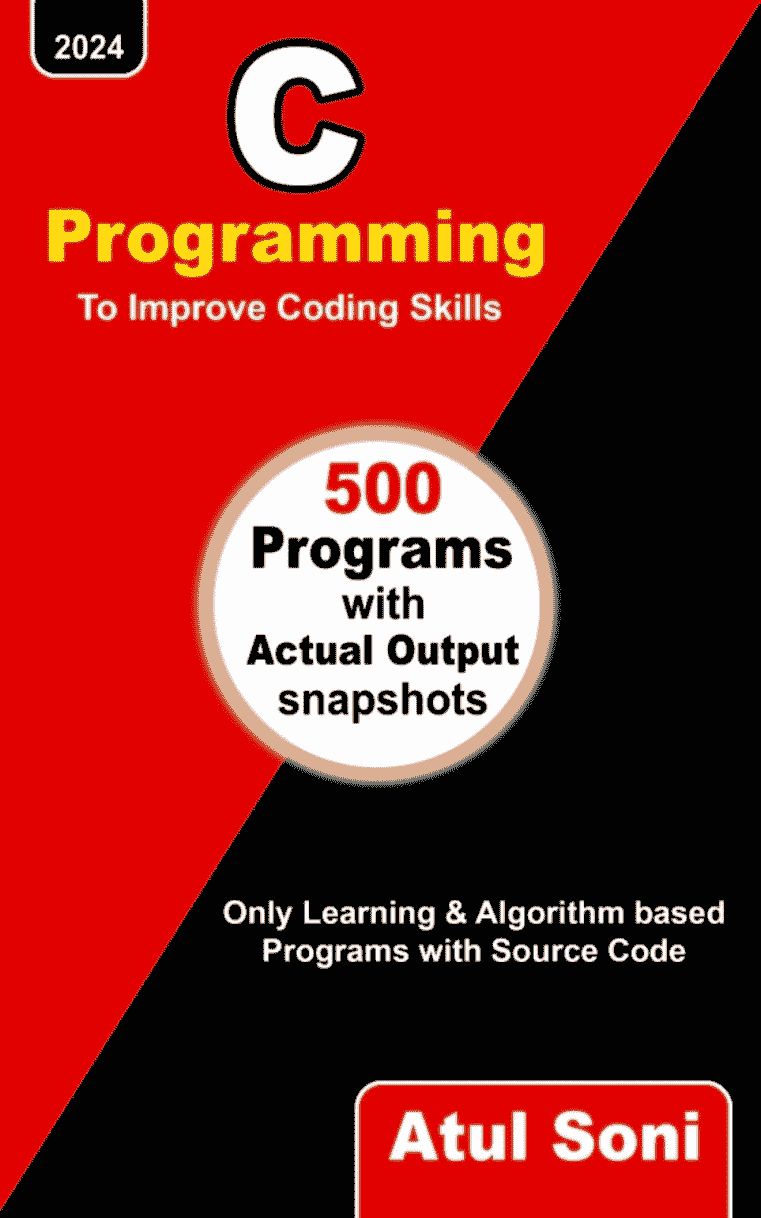 2024
C
Programming
To Improve Coding Skills
500
Programs
with
Actual Output
snapshots
Only Learning & Algorithm based
Programs with Source Code
Atul Soni